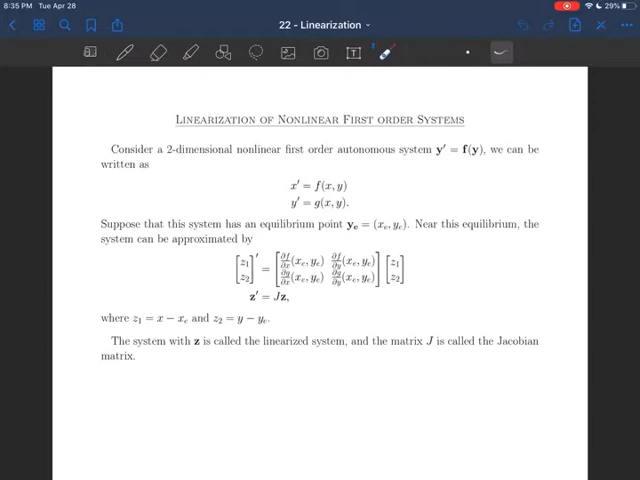 8:35 PM Tue Apr 28
29%
22 - Linearization
T
Linearization of Nonlinear First order Systems
Consider a 2-dimensional nonlinear first order autonomous system y′ = f(y), we can be
written as
x′ = f(x, y)
y′ = g(x, y).
Suppose that this system has an equilibrium point yₑ = (xₑ, yₑ). Near this equilibrium, the
system can be approximated by
[z₁ z₂]′ = [∂f/∂x(xₑ, yₑ) ∂f/∂y(xₑ, yₑ) ∂g/∂x(xₑ, yₑ) ∂g/∂y(xₑ, yₑ)] [z₁ z₂]
z′ = Jz,
where z₁ = x − xₑ and z₂ = y − yₑ.
The system with z is called the linearized system, and the matrix J is called the Jacobian
matrix.